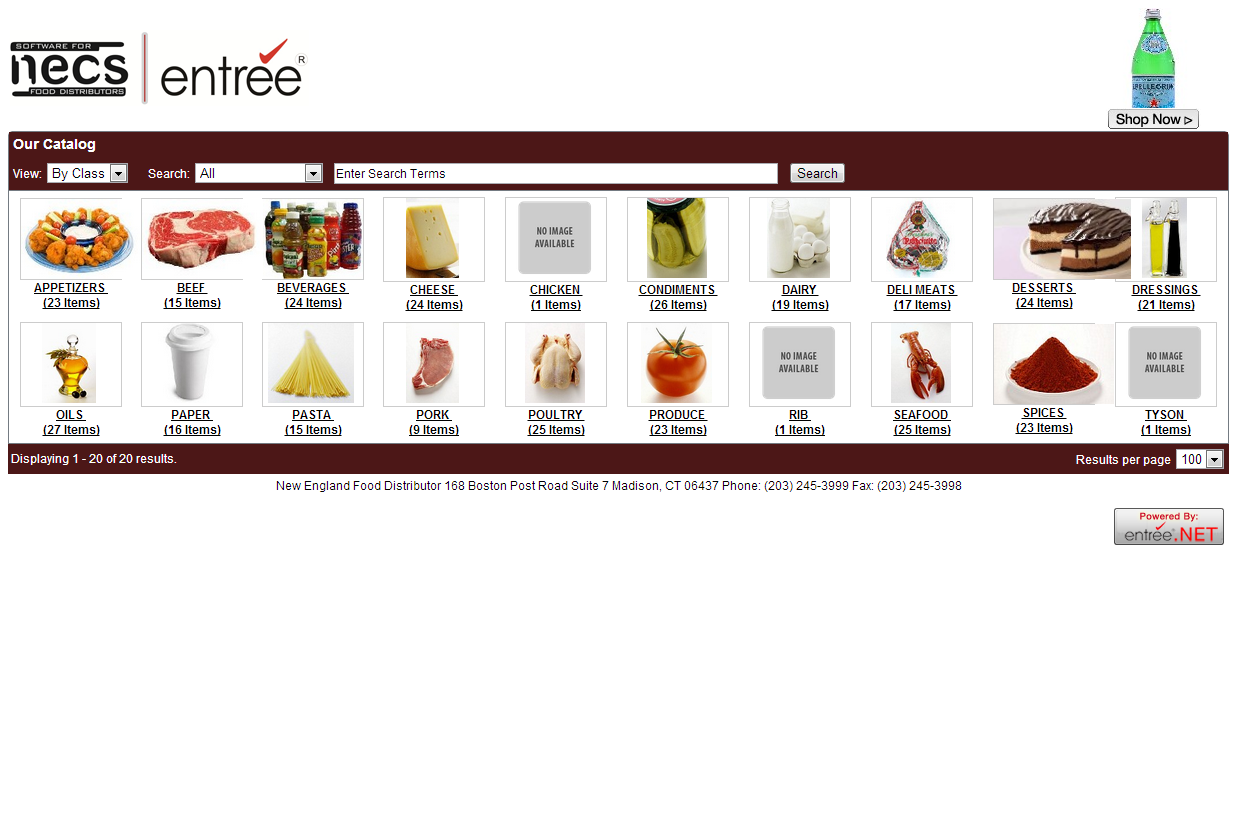 SOFTWARE FOR
necs
FOOD DISTRIBUTORS
entrée®
S.PELLEGRINO
Shop Now ▷
Our Catalog
View: By Class Search: All Enter Search Terms Search
NO IMAGE
AVAILABLE
APPETIZERS BEEF BEVERAGES CHEESE CHICKEN CONDIMENTS DAIRY DELI MEATS DESSERTS DRESSINGS
(23 Items) (15 Items) (24 Items) (24 Items) (1 Items) (26 Items) (19 Items) (17 Items) (24 Items) (21 Items)
NO IMAGE NO IMAGE
AVAILABLE AVAILABLE
OILS PAPER PASTA PORK POULTRY PRODUCE RIB SEAFOOD SPICES TYSON
(27 Items) (16 Items) (15 Items) (9 Items) (25 Items) (23 Items) (1 Items) (25 Items) (23 Items) (1 Items)
Displaying 1 - 20 of 20 results. Results per page 100
New England Food Distributor 168 Boston Post Road Suite 7 Madison, CT 06437 Phone: (203) 245-3999 Fax: (203) 245-3998
Powered By:
entrée®.NET